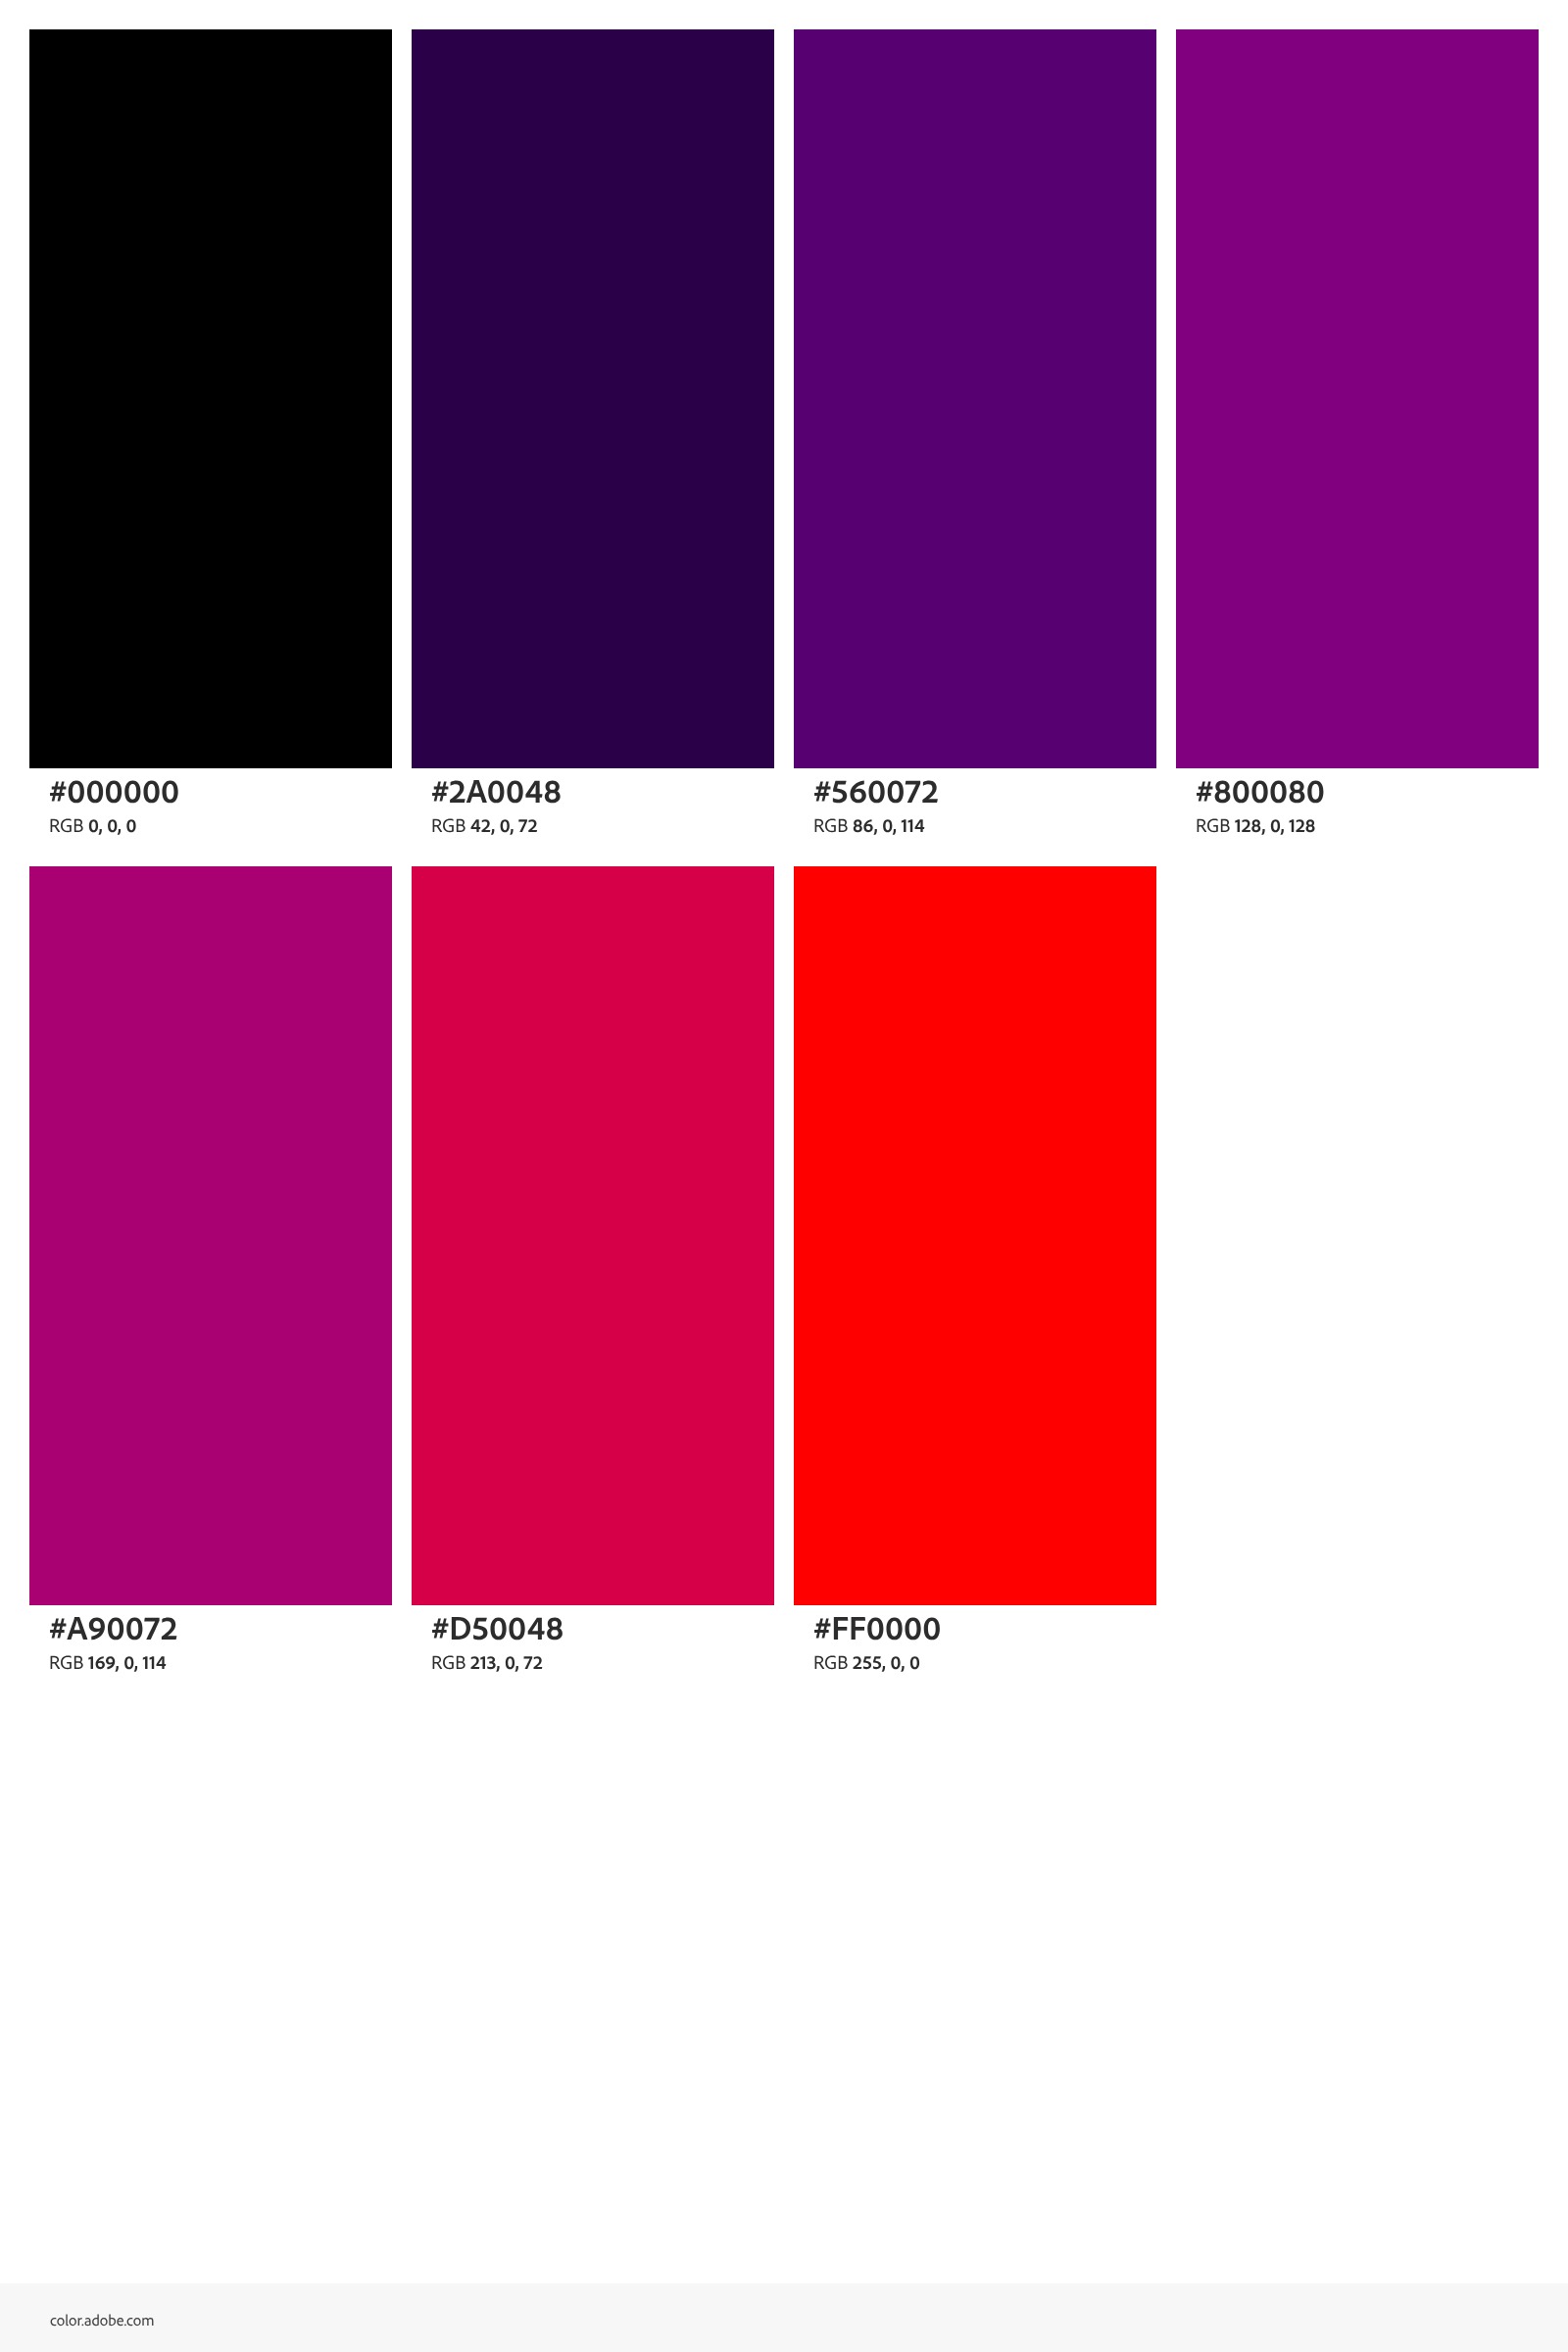 #000000
RGB 0, 0, 0
#2A0048
RGB 42, 0, 72
#560072
RGB 86, 0, 114
#800080
RGB 128, 0, 128
#A90072
RGB 169, 0, 114
#D50048
RGB 213, 0, 72
#FF0000
RGB 255, 0, 0
color.adobe.com